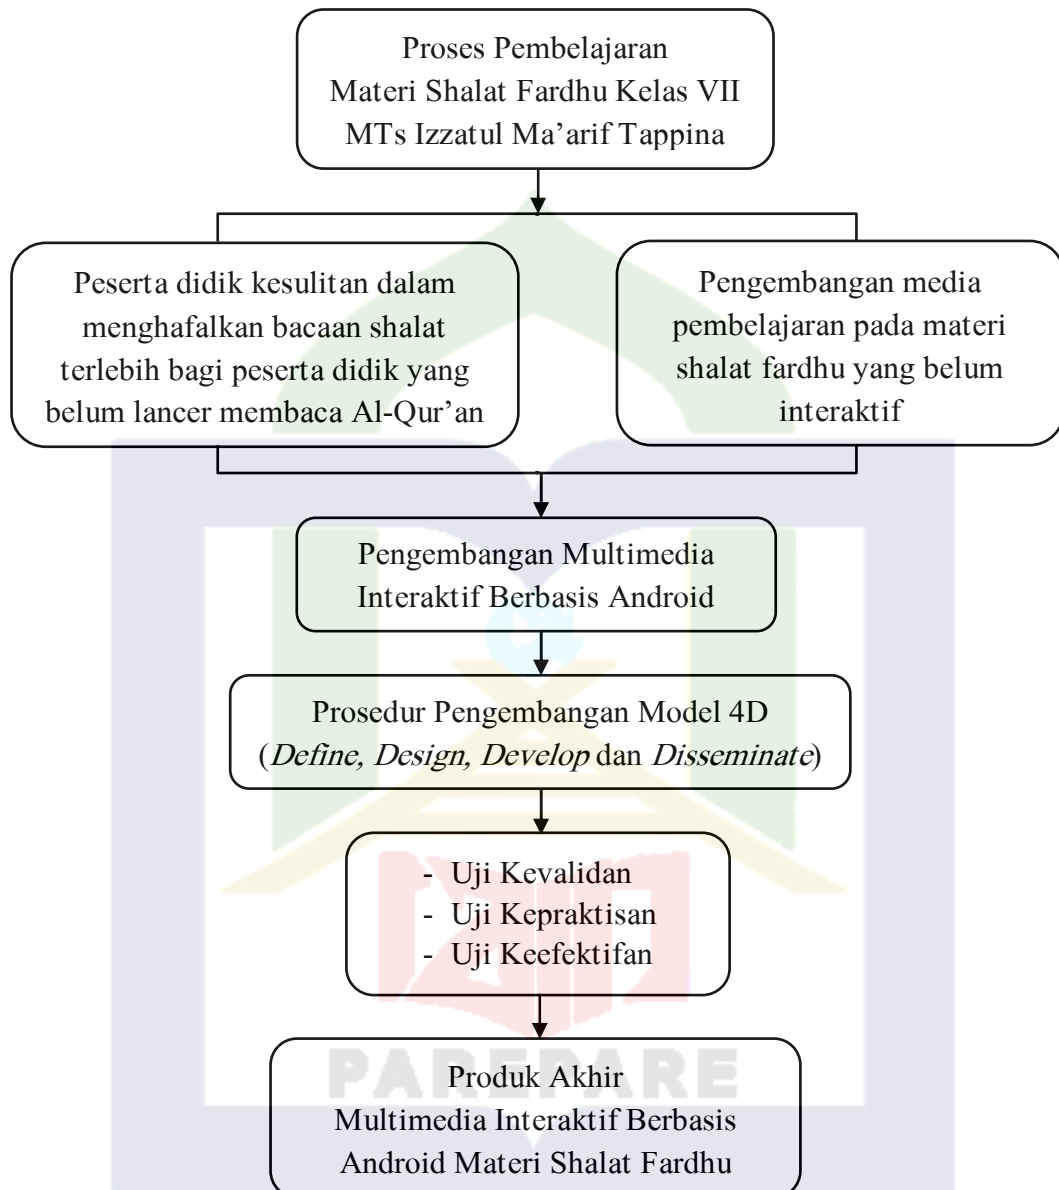 Proses Pembelajaran
Materi Shalat Fardhu Kelas VII
MTs Izzatul Ma’arif Tappina
Peserta didik kesulitan dalam
menghafalkan bacaan shalat
terlebih bagi peserta didik yang
belum lancer membaca Al-Qur’an
Pengembangan media
pembelajaran pada materi
shalat fardhu yang belum
interaktif
Pengembangan Multimedia
Interaktif Berbasis Android
Prosedur Pengembangan Model 4D
(Define, Design, Develop dan Disseminate)
- Uji Kevalidan
- Uji Kepraktisan
- Uji Keefektifan
PAREPARE
Produk Akhir
Multimedia Interaktif Berbasis
Android Materi Shalat Fardhu